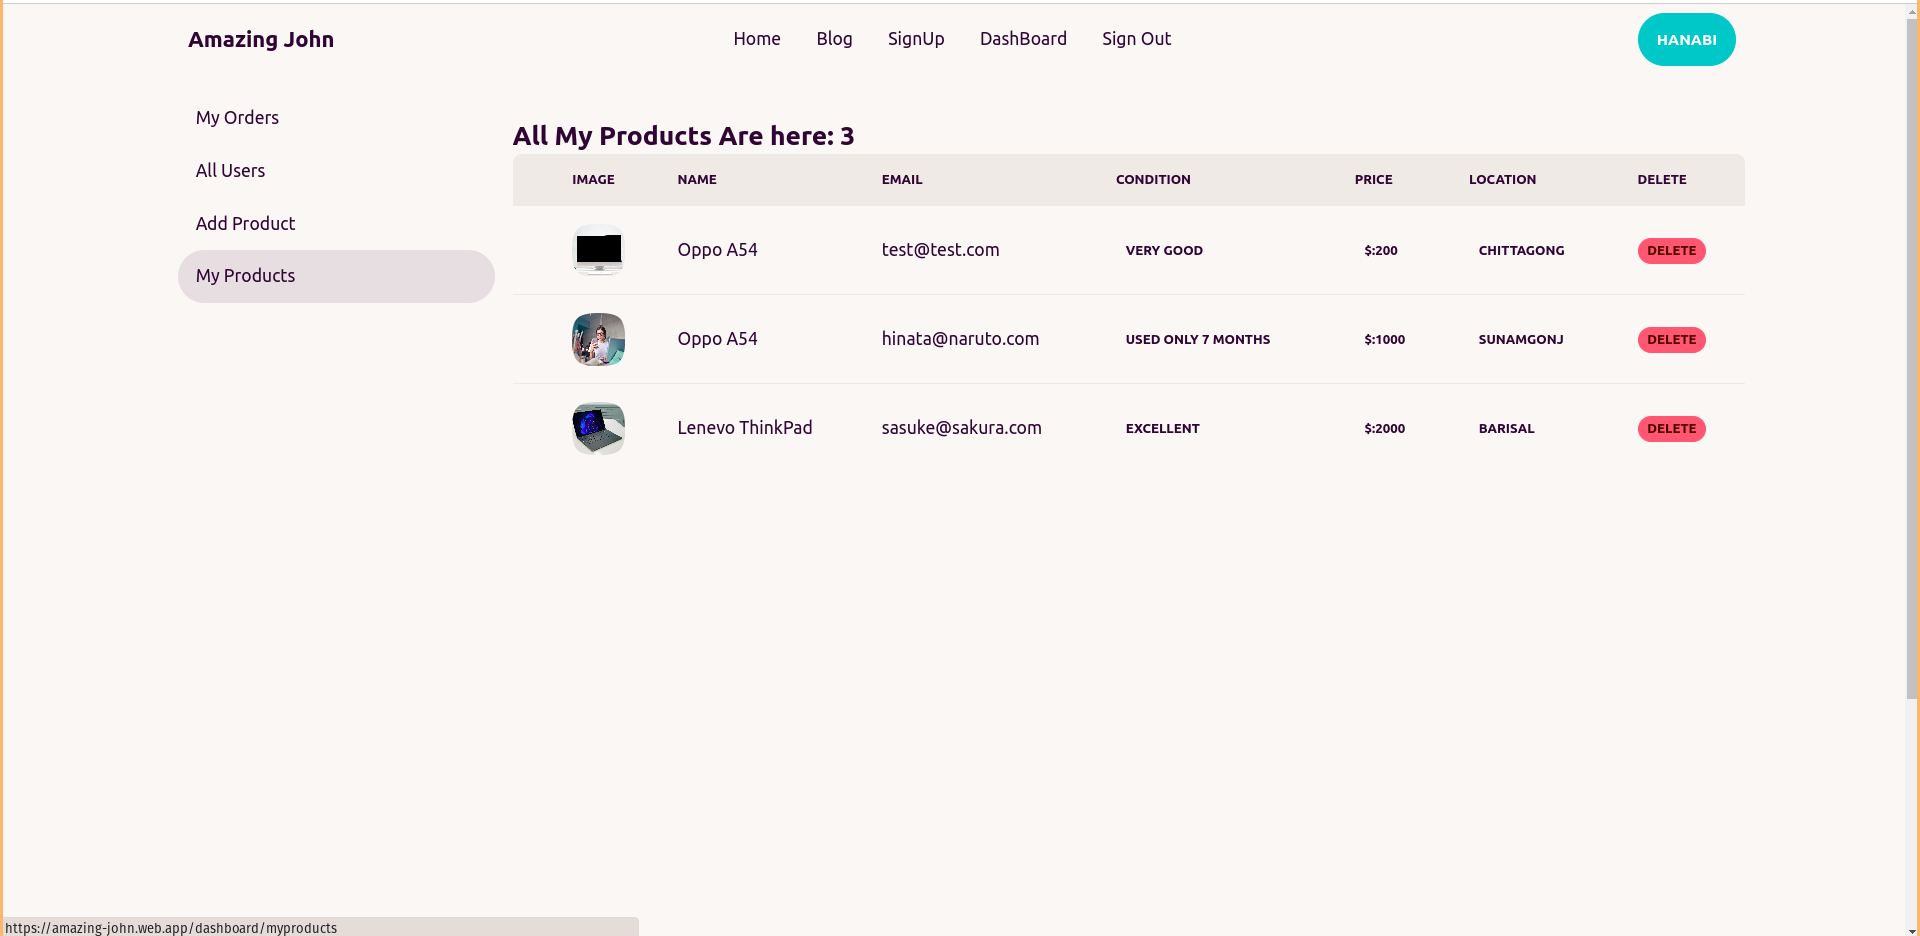 Amazing John Home Blog SignUp DashBoard Sign Out HANABI
My Orders
All Users
Add Product
My Products
All My Products Are here: 3
IMAGE NAME EMAIL CONDITION PRICE LOCATION DELETE
Oppo A54 test@test.com VERY GOOD $:200 CHITTAGONG DELETE
Oppo A54 hinata@naruto.com USED ONLY 7 MONTHS $:1000 SUNAMGONJ DELETE
Lenevo ThinkPad sasuke@sakura.com EXCELLENT $:2000 BARISAL DELETE
https://amazing-john.web.app/dashboard/myproducts